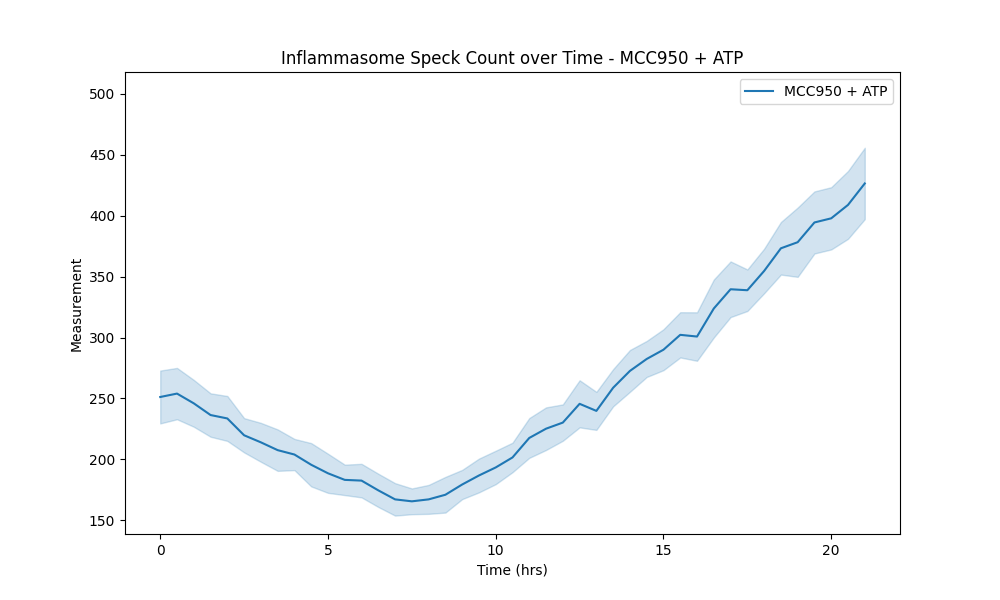 Inflammasome Speck Count over Time - MCC950 + ATP
MCC950 + ATP
500
450
400
350
300
250
200
150
Measurement
0 5 10 15 20
Time (hrs)